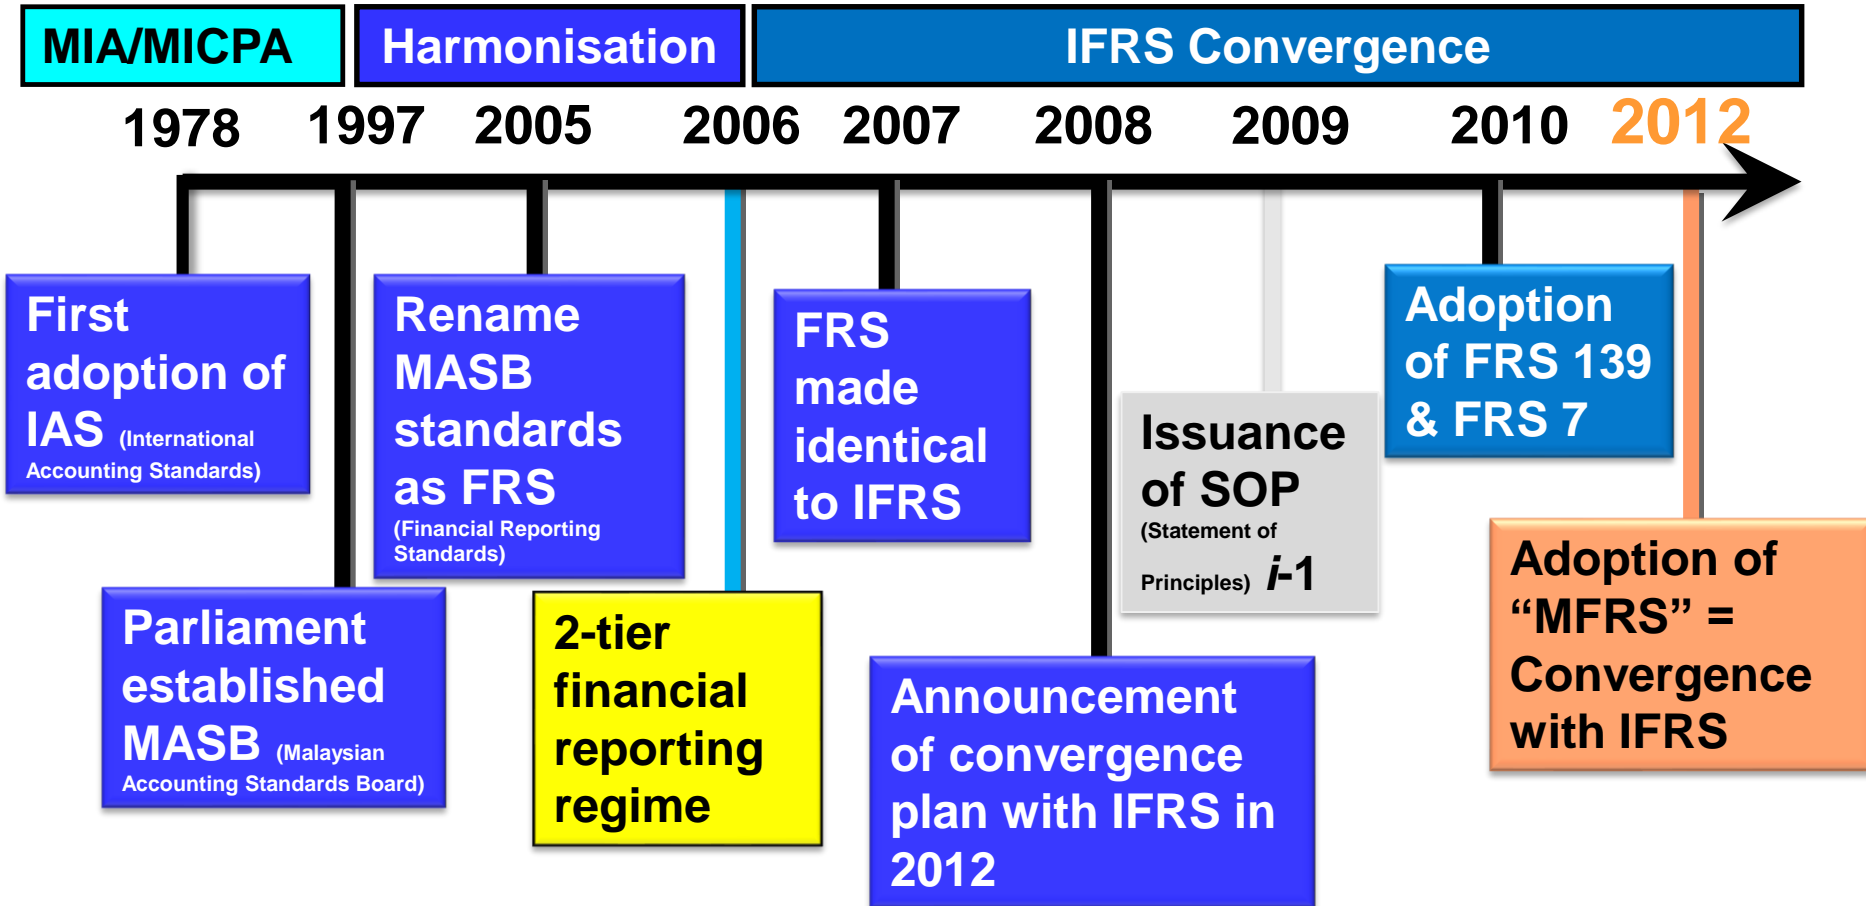 MIA/MICPA
Harmonisation
IFRS Convergence
1978
1997
2005
2006
2007
2008
2009
2010
2012
First
adoption of
IAS (International
Accounting Standards)
Parliament
established
MASB (Malaysian
Accounting Standards Board)
Rename
MASB
standards
as FRS
(Financial Reporting
Standards)
2-tier
financial
reporting
regime
FRS
made
identical
to IFRS
Announcement
of convergence
plan with IFRS in
2012
Issuance
of SOP
(Statement of
Principles) i-1
Adoption
of FRS 139
& FRS 7
Adoption of
“MFRS” =
Convergence
with IFRS